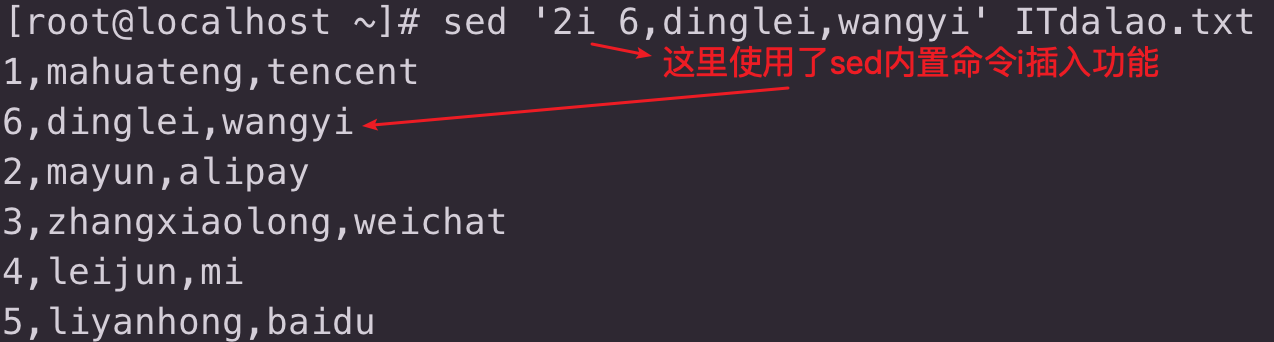 [root@localhost ~]# sed '2i 6,dinglei,wangyi' ITdalao.txt
这里使用了sed内置命令i插入功能
1,mahuateng,tencent
6,dinglei,wangyi
2,mayun,alipay
3,zhangxiaolong,weichat
4,leijun,mi
5,liyanhong,baidu